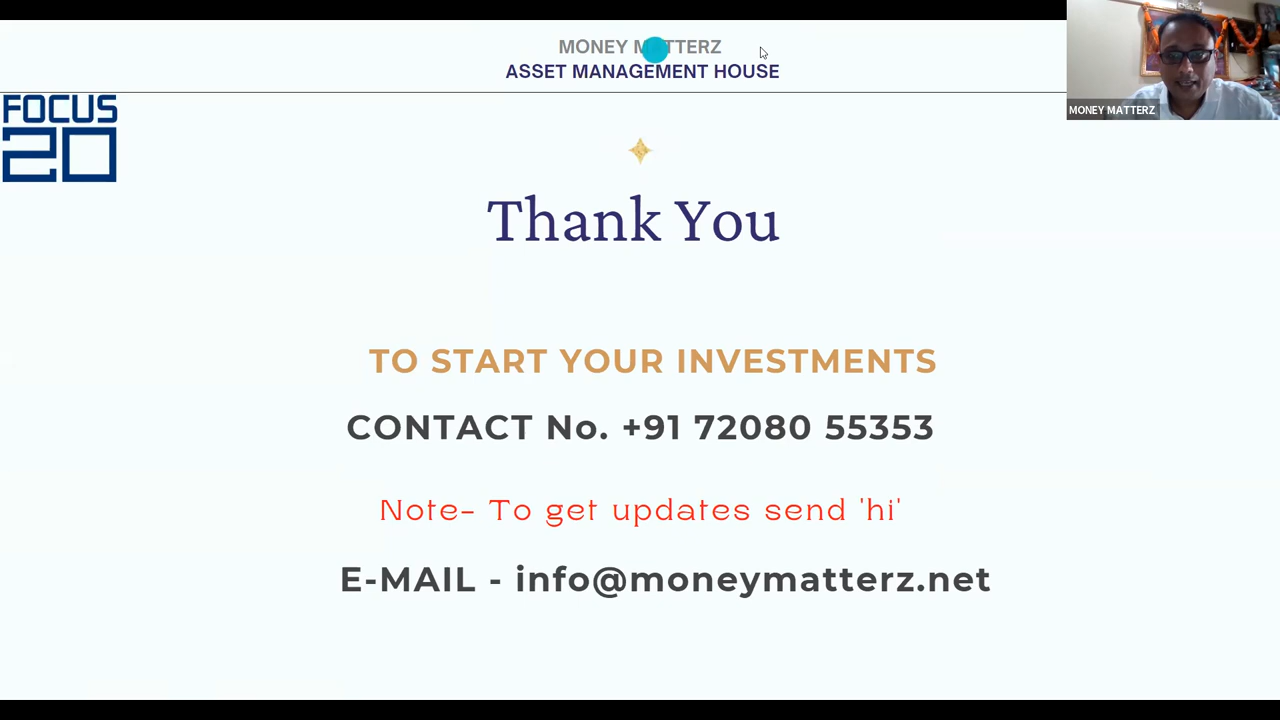 MONEY MATTERZ
ASSET MANAGEMENT HOUSE
MONEY MATTERZ
FOCUS
20
Thank You
TO START YOUR INVESTMENTS
CONTACT No. +91 72080 55353
Note- To get updates send 'hi'
E-MAIL - info@moneymatterz.net